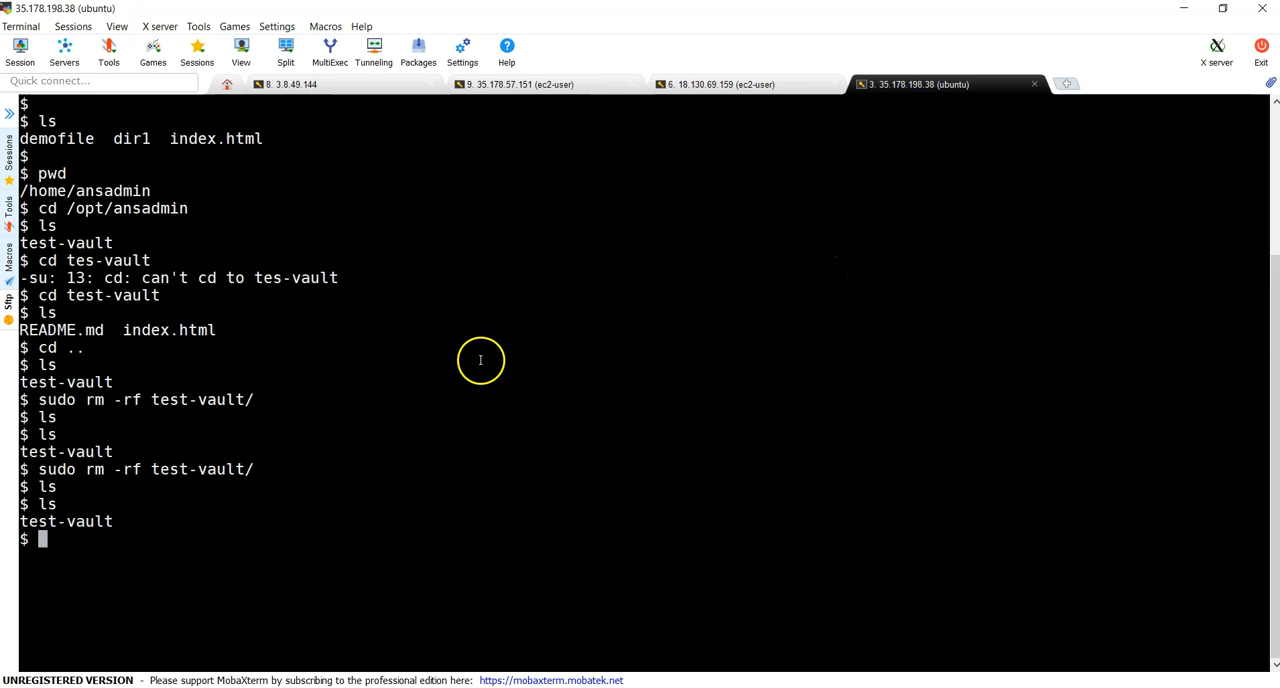 35.178.198.38 (ubuntu)
Terminal Sessions View X server Tools Games Settings Macros Help
Session Servers Tools Games Sessions View Split MultiExec Tunneling Packages Settings Help X server Exit
Quick connect...
8. 3.8.49.144
9. 35.178.57.151 (ec2-user)
6. 18.130.69.159 (ec2-user)
3. 35.178.198.38 (ubuntu)
Sessions
Tools
Macros
Sftp
$
$ ls
demofile dir1 index.html
$
$ pwd
/home/ansadmin
$ cd /opt/ansadmin
$ ls
test-vault
$ cd tes-vault
-su: 13: cd: can't cd to tes-vault
$ cd test-vault
$ ls
README.md index.html
$ cd ..
$ ls
test-vault
$ sudo rm -rf test-vault/
$ ls
$ ls
test-vault
$ sudo rm -rf test-vault/
$ ls
$ ls
test-vault
$
UNREGISTERED VERSION - Please support MobaXterm by subscribing to the professional edition here: https://mobaxterm.mobatek.net